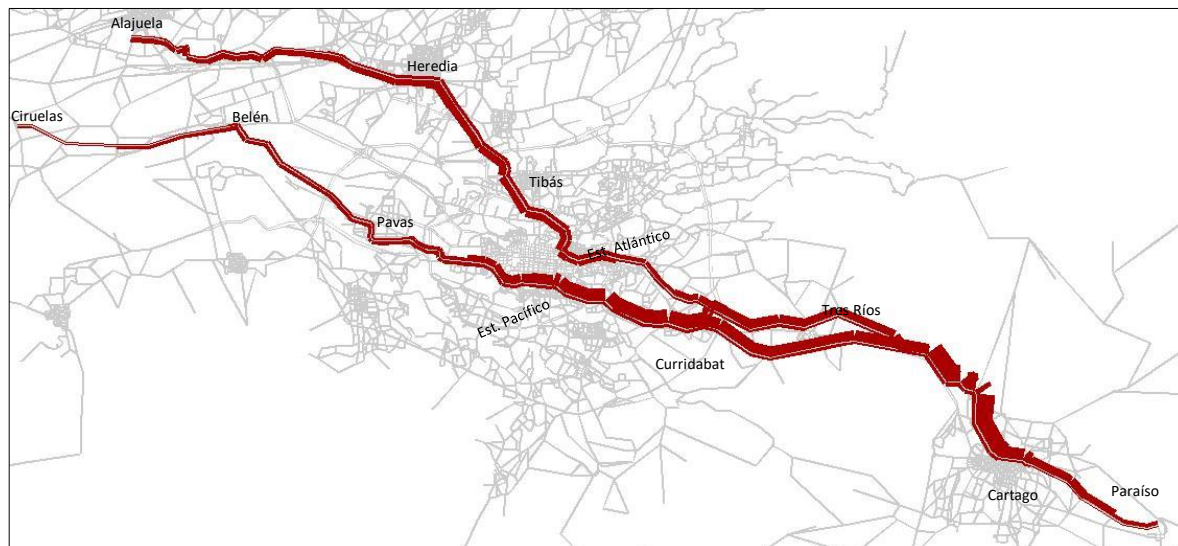 Alajuela
Heredia
Ciruelas
Belén
Tibás
Pavas
Est. Atlántico
Est. Pacífico
Tres Ríos
Curridabat
Cartago
Paraíso